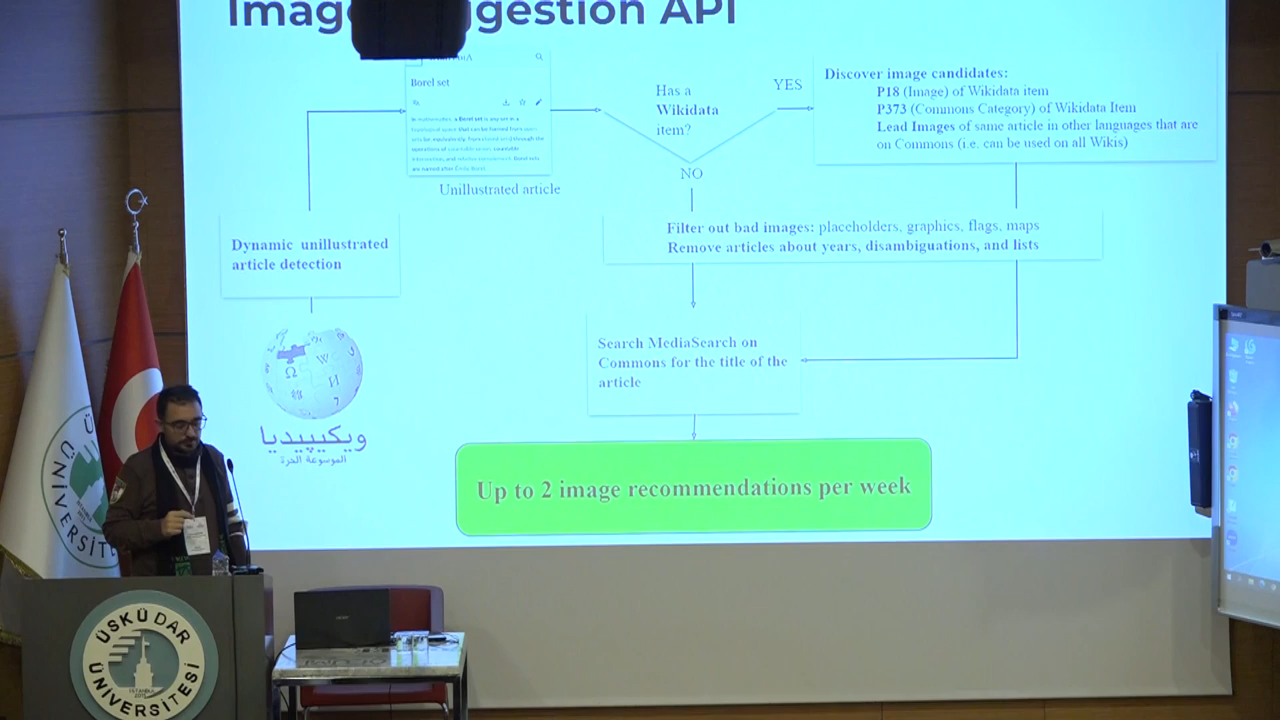 Image Suggestion API
Borel set
Unillustrated article
Has a
Wikidata
item?
YES
NO
Discover image candidates:
P18 (Image) of Wikidata item
P373 (Commons Category) of Wikidata Item
Lead Images of same article in other languages that are
on Commons (i.e. can be used on all Wikis)
Filter out bad images: placeholders, graphics, flags, maps
Remove articles about years, disambiguations, and lists
Dynamic unillustrated
article detection
Search MediaSearch on
Commons for the title of the
article
ويكيبيديا
الموسوعة الحرة
Up to 2 image recommendations per week
ÜSKÜDAR
ÜNİVERSİTESİ